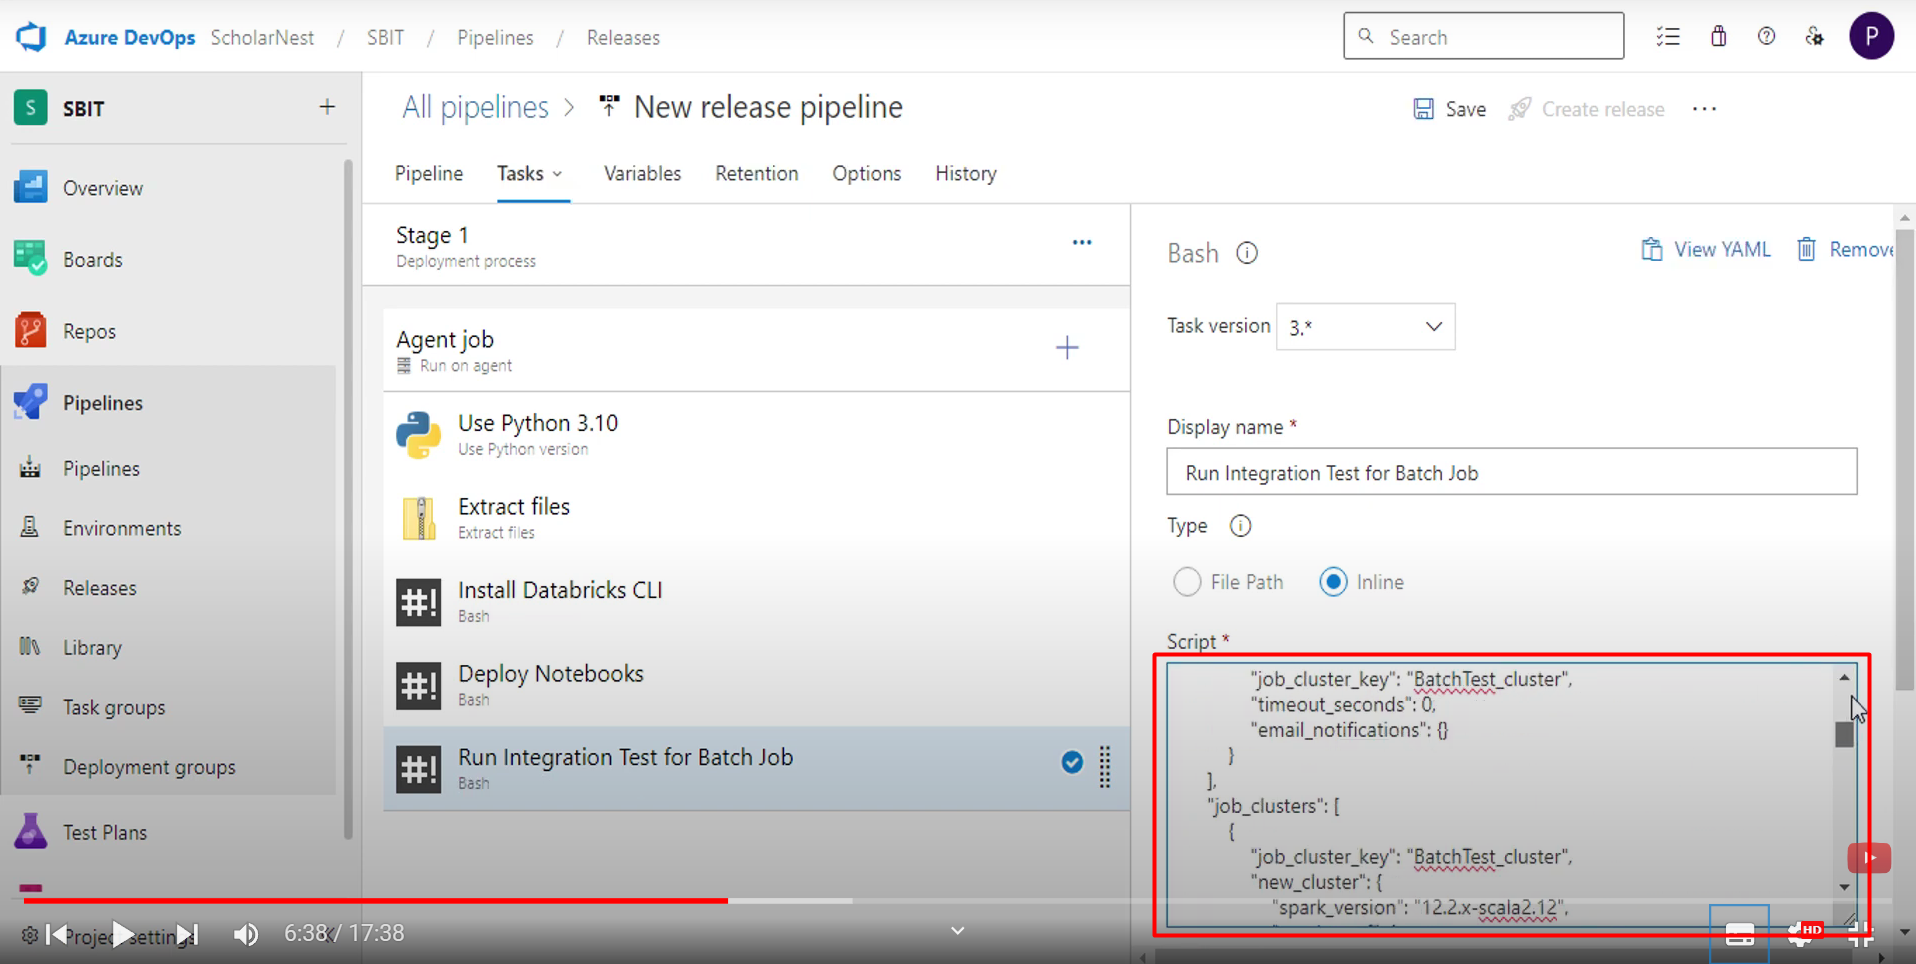 Azure DevOps ScholarNest / SBIT / Pipelines / Releases
Search
P
S SBIT +
Overview
Boards
Repos
Pipelines
Pipelines
Environments
Releases
Library
Task groups
Deployment groups
Test Plans
Project settings
All pipelines > New release pipeline
Save Create release ...
Pipeline Tasks Variables Retention Options History
Stage 1
Deployment process
...
Agent job
Run on agent
Use Python 3.10
Use Python version
Extract files
Extract files
#! Install Databricks CLI
Bash
#! Deploy Notebooks
Bash
#! Run Integration Test for Batch Job
Bash
Bash
View YAML Remove
Task version 3.*
Display name *
Run Integration Test for Batch Job
Type
File Path Inline
Script *
"job_cluster_key": "BatchTest_cluster",
"timeout_seconds": 0,
"email_notifications": {}
}
],
"job_clusters": [
{
"job_cluster_key": "BatchTest_cluster",
"new_cluster": {
"spark_version": "12.2.x-scala2.12",
6:38 / 17:38
HD